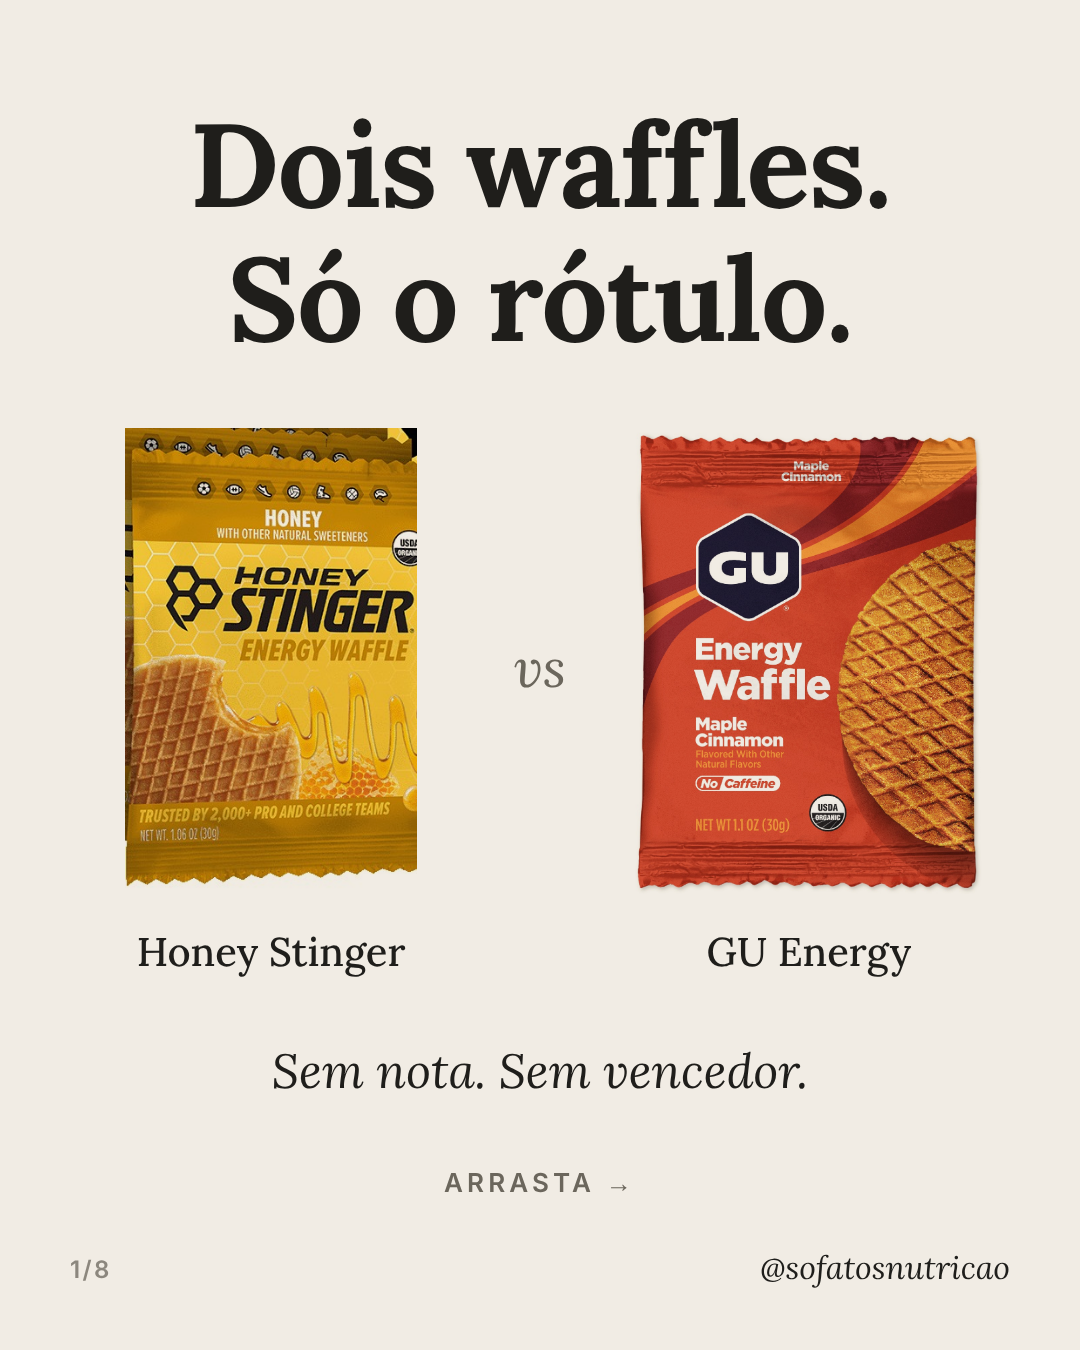 Dois waffles.
Só o rótulo.
HONEY
WITH OTHER NATURAL SWEETENERS
USDA
HONEY
STINGER
ENERGY WAFFLE
TRUSTED BY 2,000+ PRO AND COLLEGE TEAMS
NET WT. 1.06 OZ (30g)
vs
Maple
Cinnamon
GU
Energy
Waffle
Maple
Cinnamon
Flavored With Other
Natural Flavors
No Caffeine
NET WT 1.1 OZ (30g)
USDA
ORGANIC
Honey Stinger
GU Energy
Sem nota. Sem vencedor.
ARRASTA →
1/8
@sofatosnutricao